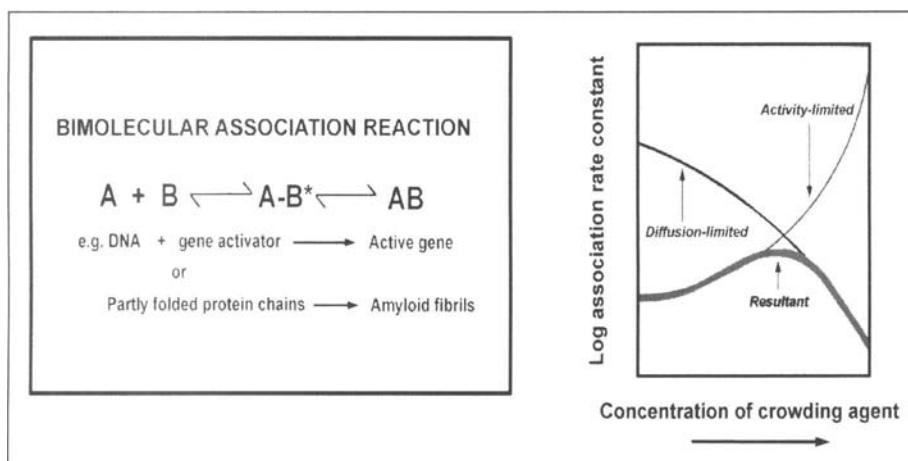 BIMOLECULAR ASSOCIATION REACTION
A + B ⇌ A-B* ⇌ AB
e.g. DNA + gene activator → Active gene
or
Partly folded protein chains → Amyloid fibrils
Log association rate constant
Activity-limited
Diffusion-limited
Resultant
Concentration of crowding agent